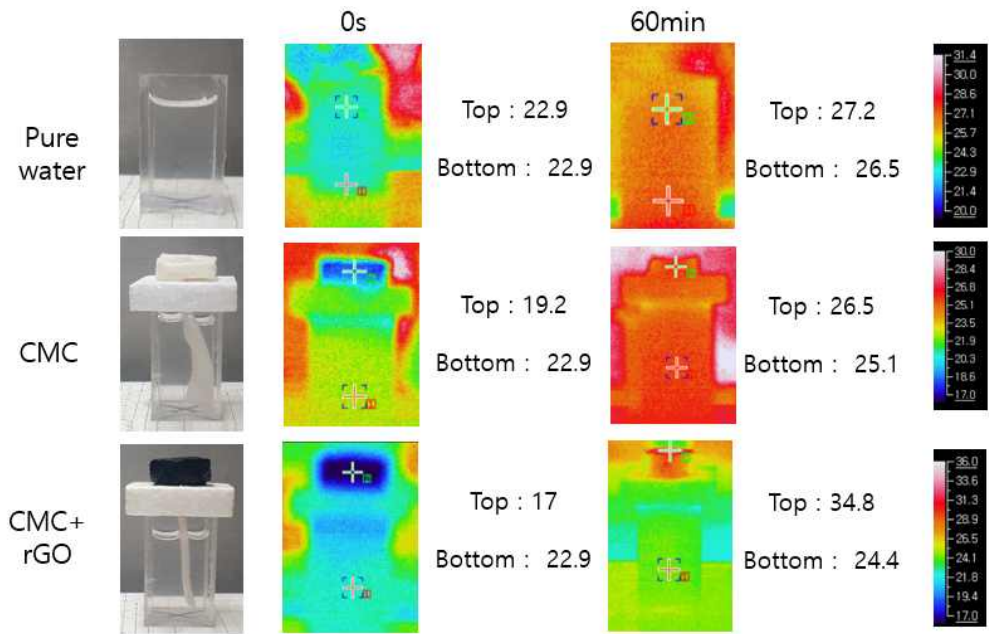 0s
60min
Pure
water
Top : 22.9
Bottom : 22.9
Top : 27.2
Bottom : 26.5
31.4
30.0
28.6
27.1
25.7
24.3
22.9
21.4
20.0
CMC
Top : 19.2
Bottom : 22.9
Top : 26.5
Bottom : 25.1
30.0
28.4
26.8
25.1
23.5
21.9
20.3
18.6
17.0
CMC+
rGO
Top : 17
Bottom : 22.9
Top : 34.8
Bottom : 24.4
36.0
33.6
31.3
28.9
26.5
24.1
21.8
19.4
17.0